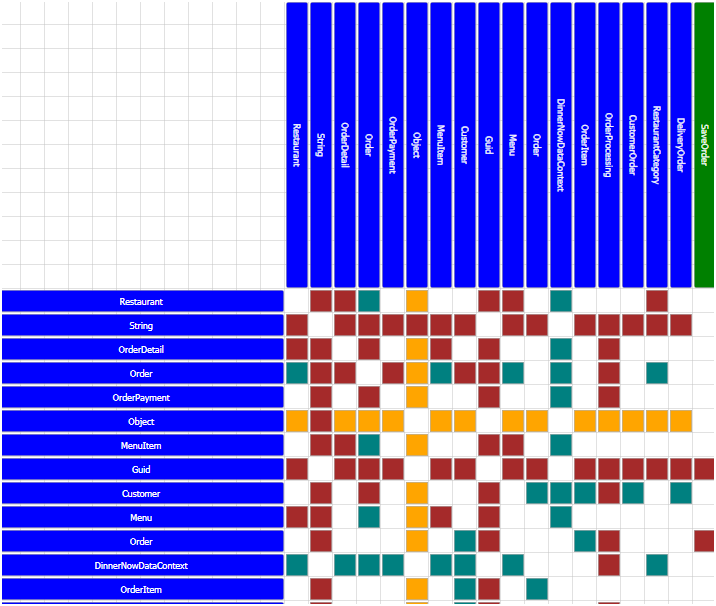 Restaurant
String
OrderDetail
Order
OrderPayment
Object
MenuItem
Customer
Guid
Menu
Order
DinnerNowDataContext
OrderItem
OrderProcessing
CustomerOrder
RestaurantCategory
DeliveryOrder
SaveOrder
Restaurant
String
OrderDetail
Order
OrderPayment
Object
MenuItem
Guid
Customer
Menu
Order
DinnerNowDataContext
OrderItem